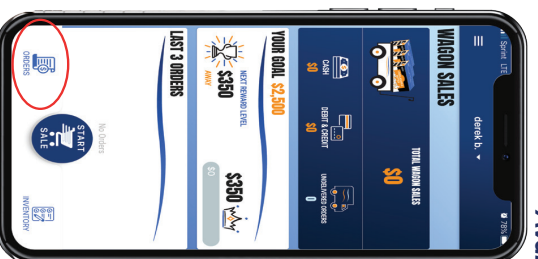 Sprint LTE
78%
derek b.
WAGON SALES
TOTAL WAGON SALES
$0
CASH
$0
DEBIT & CREDIT
$0
UNDELIVERED ORDERS
0
YOUR GOAL $2,500
$350
NEXT REWARD LEVEL
$350
AWAY
$0
LAST 3 ORDERS
No Orders
ORDERS
START
SALE
INVENTORY